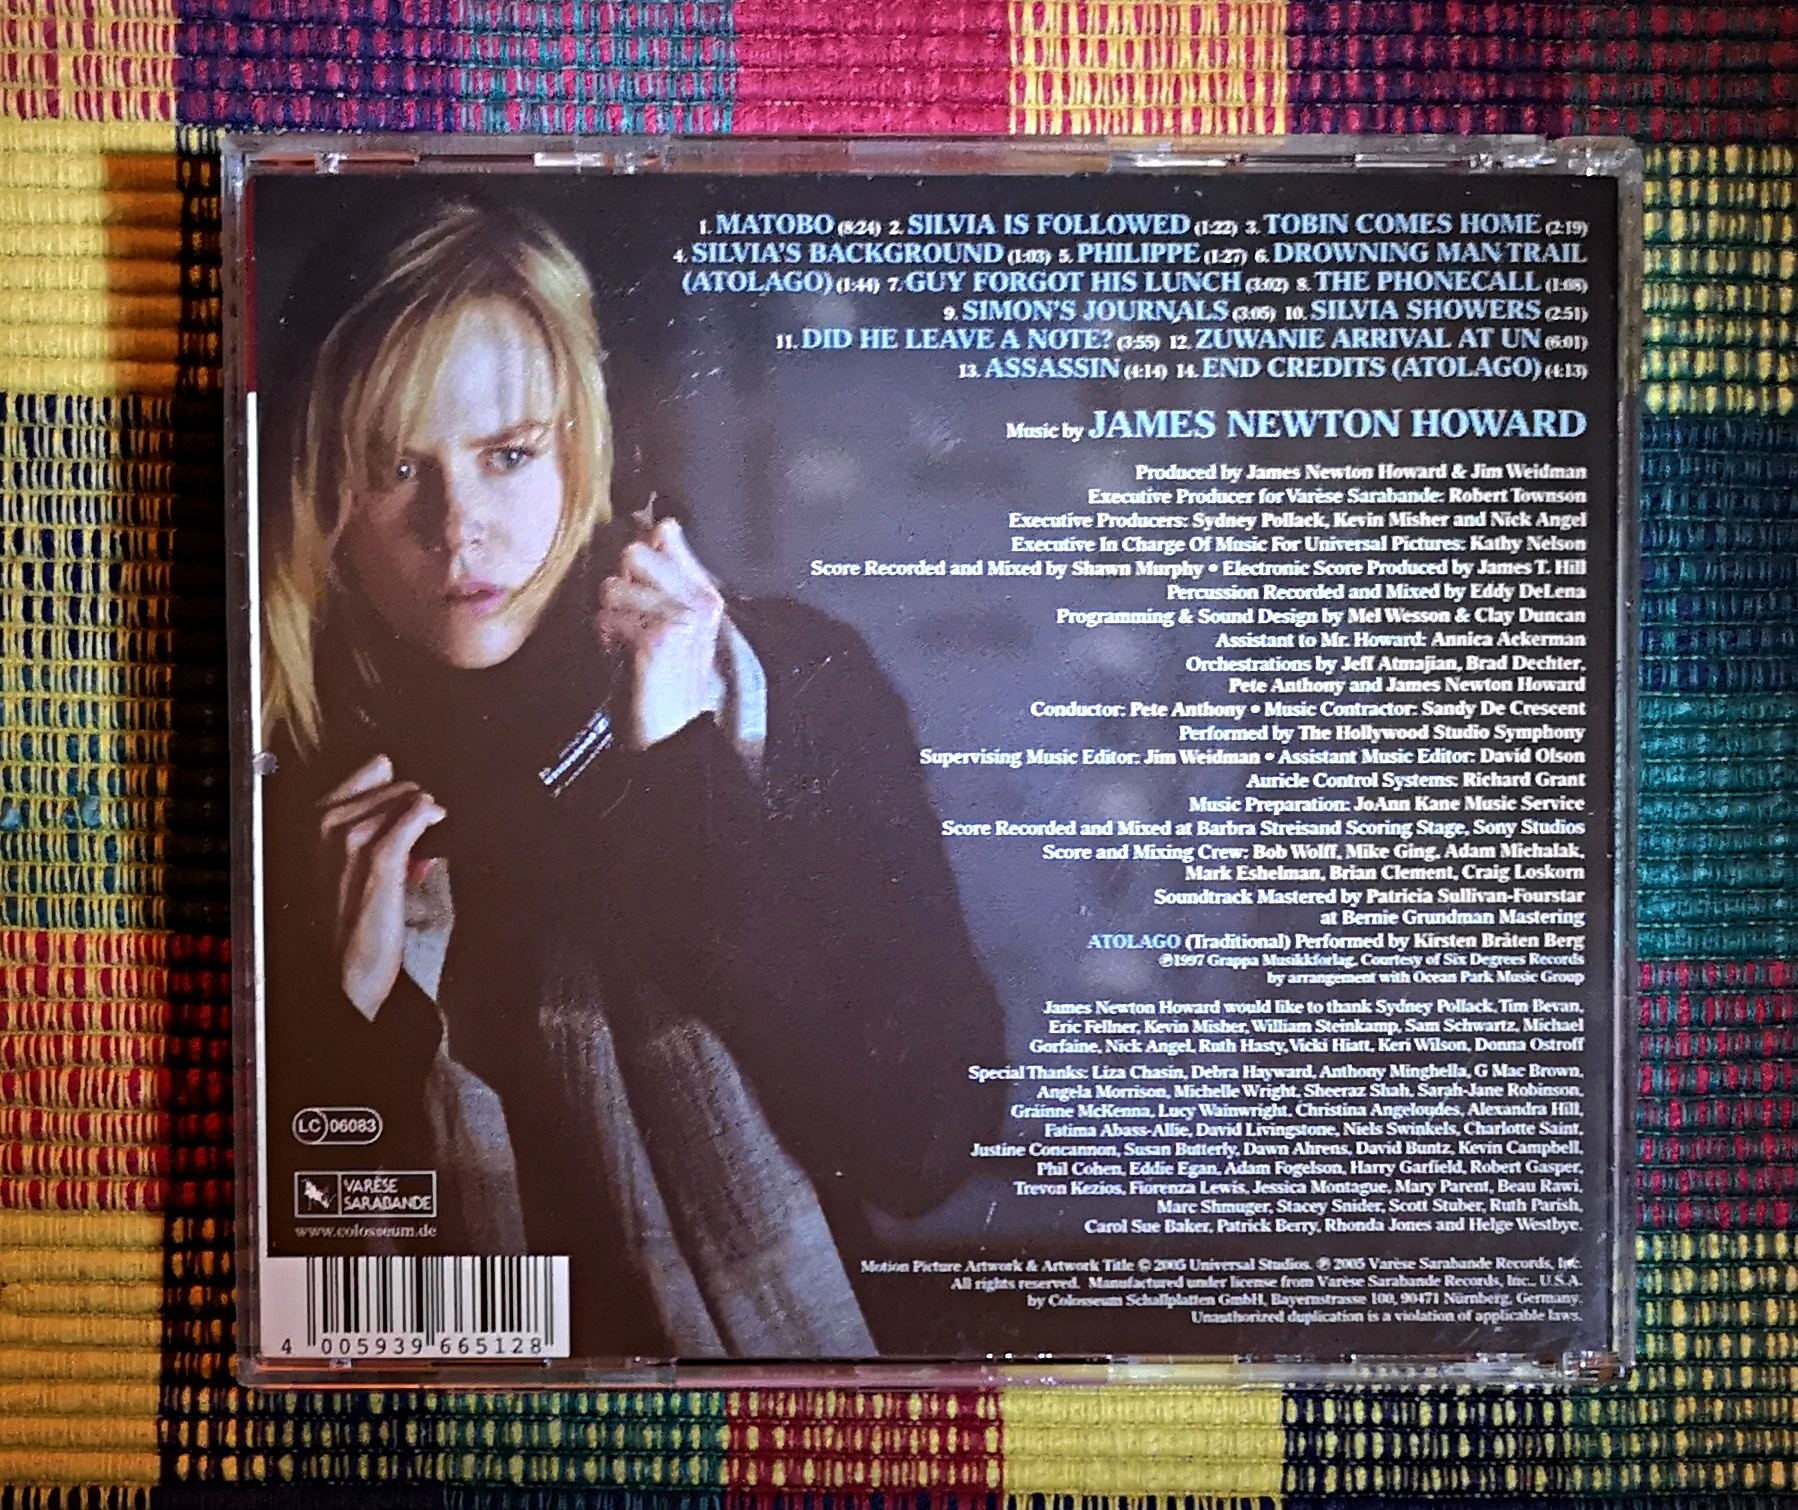 1. MATOBO (8:24) 2. SILVIA IS FOLLOWED (1:22) 3. TOBIN COMES HOME (2:19)
4. SILVIA'S BACKGROUND (1:03) 5. PHILIPPE (1:27) 6. DROWNING MAN TRAIL
(ATOLAGO) (1:44) 7. GUY FORGOT HIS LUNCH (3:02) 8. THE PHONECALL (1:08)
9. SIMON'S JOURNALS (3:05) 10. SILVIA SHOWERS (2:51)
11. DID HE LEAVE A NOTE? (3:55) 12. ZUWANIE ARRIVAL AT UN (6:01)
13. ASSASSIN (4:14) 14. END CREDITS (ATOLAGO) (4:13)
Music by JAMES NEWTON HOWARD
Produced by James Newton Howard & Jim Weidman
Executive Producer for Varèse Sarabande: Robert Townson
Executive Producers: Sydney Pollack, Kevin Misher and Nick Angel
Executive In Charge Of Music For Universal Pictures: Kathy Nelson
Score Recorded and Mixed by Shawn Murphy • Electronic Score Produced by James T. Hill
Percussion Recorded and Mixed by Eddy DeLena
Programming & Sound Design by Mel Wesson & Clay Duncan
Assistant to Mr. Howard: Annica Ackerman
Orchestrations by Jeff Atmajian, Brad Dechter,
Pete Anthony and James Newton Howard
Conductor: Pete Anthony • Music Contractor: Sandy De Crescent
Performed by The Hollywood Studio Symphony
Supervising Music Editor: Jim Weidman • Assistant Music Editor: David Olson
Auricle Control Systems: Richard Grant
Music Preparation: JoAnn Kane Music Service
Score Recorded and Mixed at Barbra Streisand Scoring Stage, Sony Studios
Score and Mixing Crew: Bob Wolff, Mike Ging, Adam Michalak,
Mark Eshelman, Brian Clement, Craig Loskorn
Soundtrack Mastered by Patricia Sullivan-Fourstar
at Bernie Grundman Mastering
ATOLAGO (Traditional) Performed by Kirsten Bråten Berg
℗1997 Grappa Musikkforlag, Courtesy of Six Degrees Records
by arrangement with Ocean Park Music Group
James Newton Howard would like to thank Sydney Pollack, Tim Bevan,
Eric Fellner, Kevin Misher, William Steinkamp, Sam Schwartz, Michael
Gorfaine, Nick Angel, Ruth Hasty, Vicki Hiatt, Keri Wilson, Donna Ostroff
Special Thanks: Liza Chasin, Debra Hayward, Anthony Minghella, G Mac Brown,
Angela Morrison, Michelle Wright, Sheeraz Shah, Sarah-Jane Robinson,
Gráinne McKenna, Lucy Wainwright, Christina Angeloudes, Alexandra Hill,
Fatima Abass-Allie, David Livingstone, Niels Swinkels, Charlotte Saint,
Justine Concannon, Susan Butterly, Dawn Ahrens, David Buntz, Kevin Campbell,
Phil Cohen, Eddie Egan, Adam Fogelson, Harry Garfield, Robert Gasper,
Trevon Kezios, Fiorenza Lewis, Jessica Montague, Mary Parent, Beau Rawi,
Marc Shmuger, Stacey Snider, Scott Stuber, Ruth Parish,
Carol Sue Baker, Patrick Berry, Rhonda Jones and Helge Westbye.
LC 06083
VARÈSE
SARABANDE
www.colosseum.de
Motion Picture Artwork & Artwork Title © 2005 Universal Studios. ℗ 2005 Varèse Sarabande Records, Inc.
All rights reserved. Manufactured under license from Varèse Sarabande Records, Inc., U.S.A.
by Colosseum Schallplatten GmbH, Bayernstrasse 100, 90471 Nürnberg, Germany.
Unauthorized duplication is a violation of applicable laws.
4 005939 665128